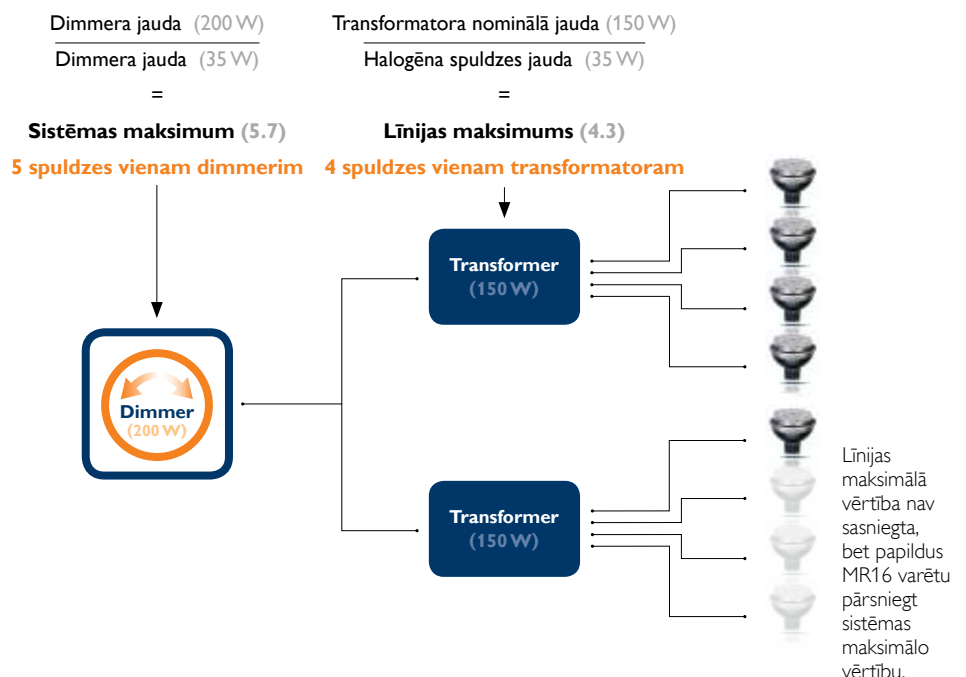 Dimmera jauda (200 W)
Dimmera jauda (35 W)
=
Sistēmas maksimum (5.7)
5 spuldzes vienam dimmerim
Transformatora nominālā jauda (150 W)
Halogēna spuldzes jauda (35 W)
=
Līnijas maksimums (4.3)
4 spuldzes vienam transformatoram
Transformer
(150 W)
Dimmer
(200 W)
Transformer
(150 W)
Līnijas
maksimālā
vērtība nav
sasniegta,
bet papildus
MR16 varētu
pārsniegt
sistēmas
maksimālo
vērtību.